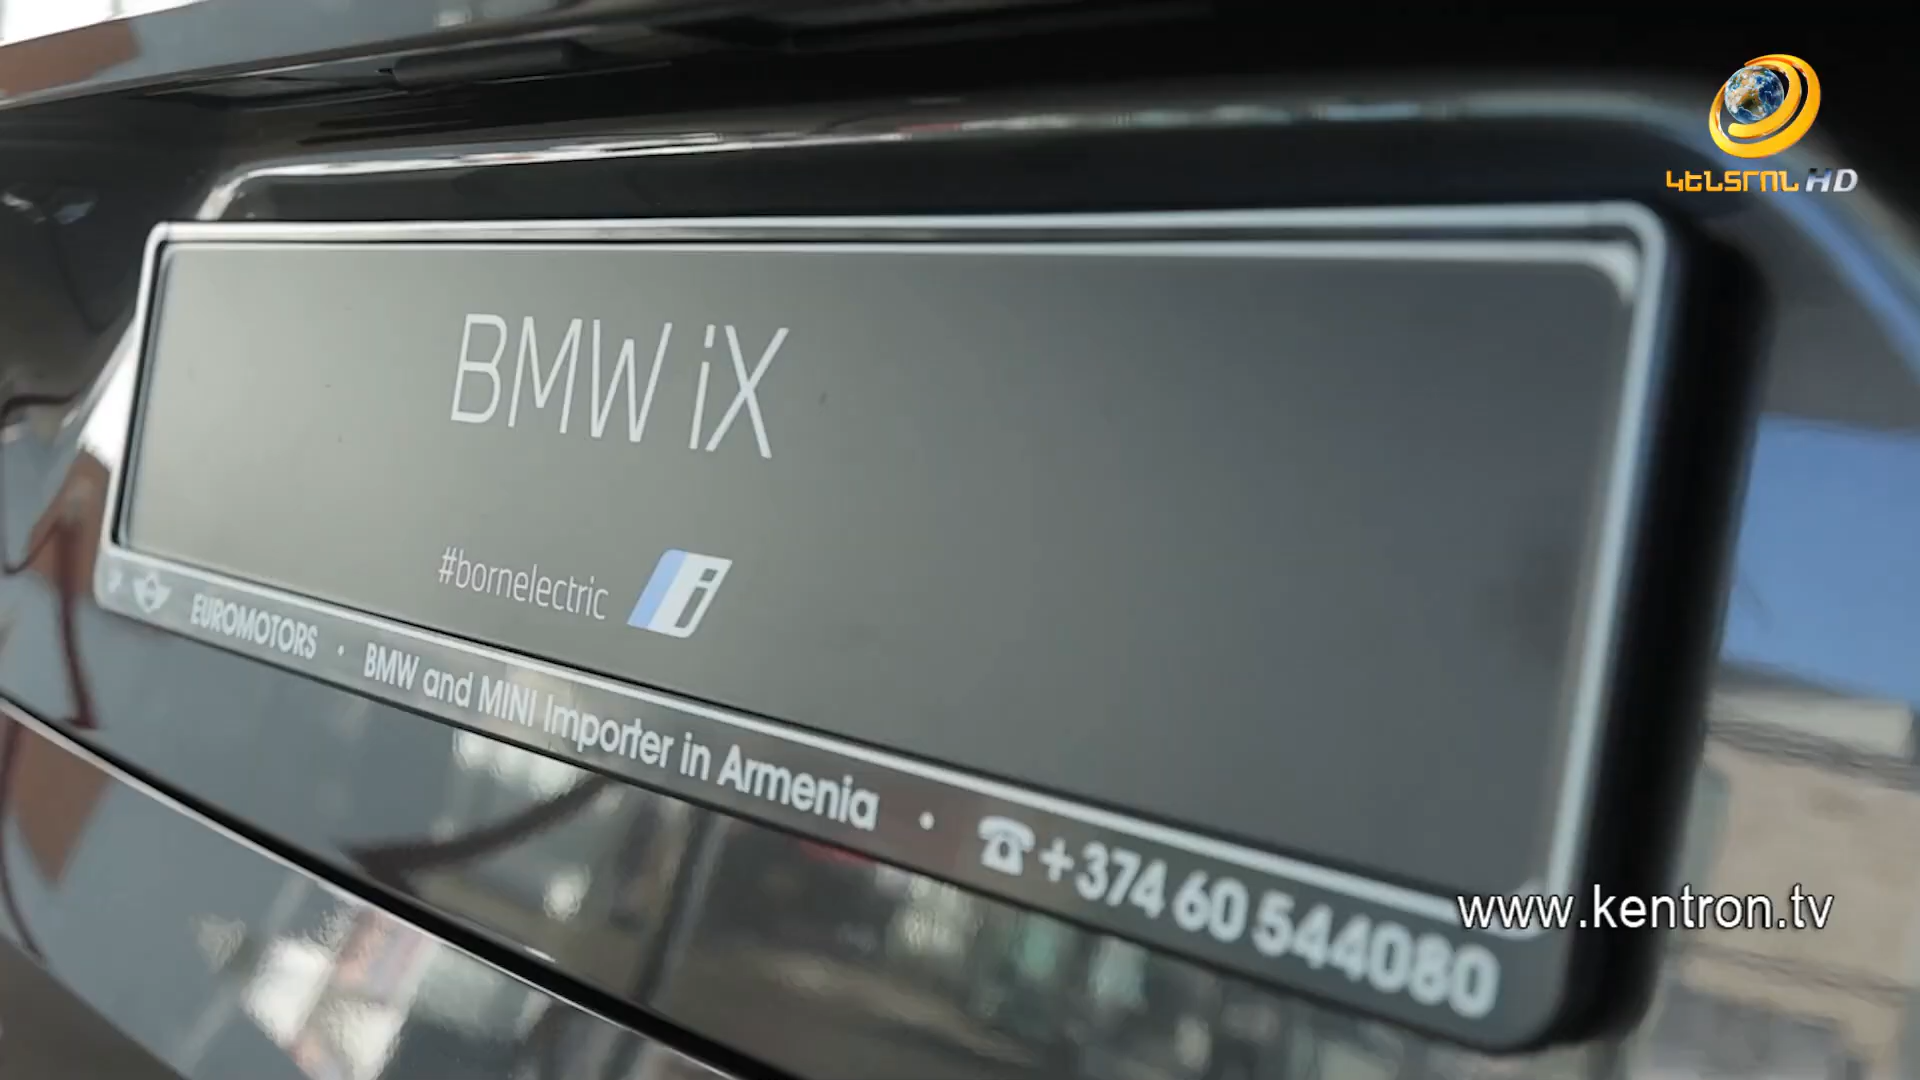 ԿԵՆՏՐՈՆ HD
BMW iX
#bornelectric i
EUROMOTORS · BMW and MINI Importer in Armenia · ☎ +374 60 544080
www.kentron.tv